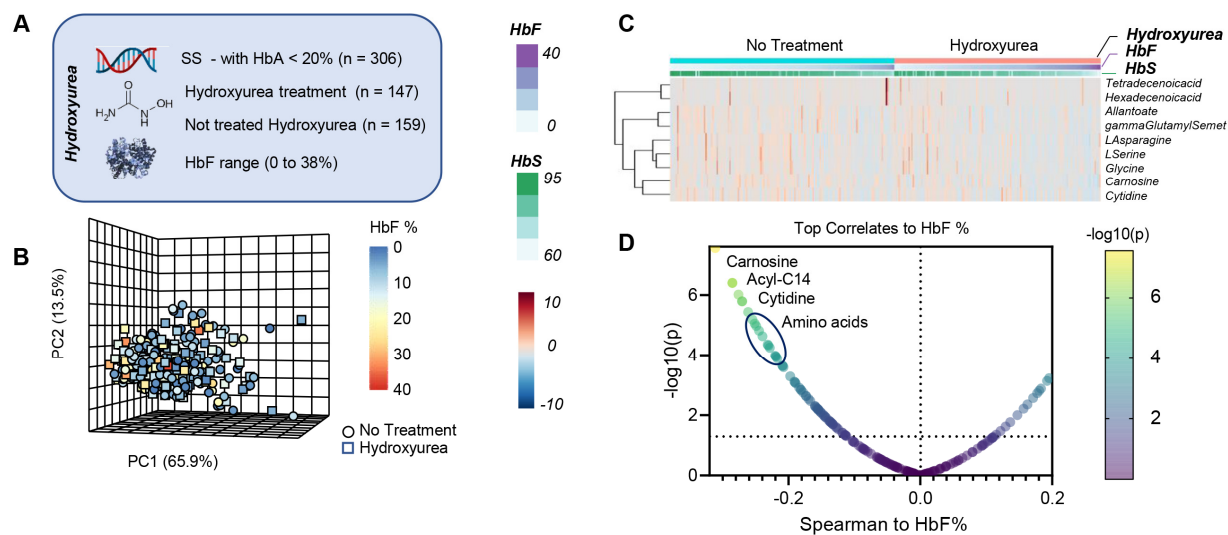 A
Hydroxyurea
SS - with HbA < 20% (n = 306)
H₂N
O
N
H
OH
Hydroxyurea treatment (n = 147)
Not treated Hydroxyurea (n = 159)
HbF range (0 to 38%)
HbF
40
0
HbS
95
60
10
0
-10
B
PC2 (13.5%)
PC1 (65.9%)
HbF %
0
10
20
30
40
No Treatment
Hydroxyurea
C
No Treatment
Hydroxyurea
Hydroxyurea
HbF
HbS
Tetradecenoicacid
Hexadecenoicacid
Allantoate
gammaGlutamylSemet
LAsparagine
LSerine
Glycine
Carnosine
Cytidine
D
Top Correlates to HbF %
Carnosine
Acyl-C14
Cytidine
Amino acids
-log10(p)
6
4
2
0
-0.2
0.0
0.2
Spearman to HbF%
-log10(p)
6
4
2